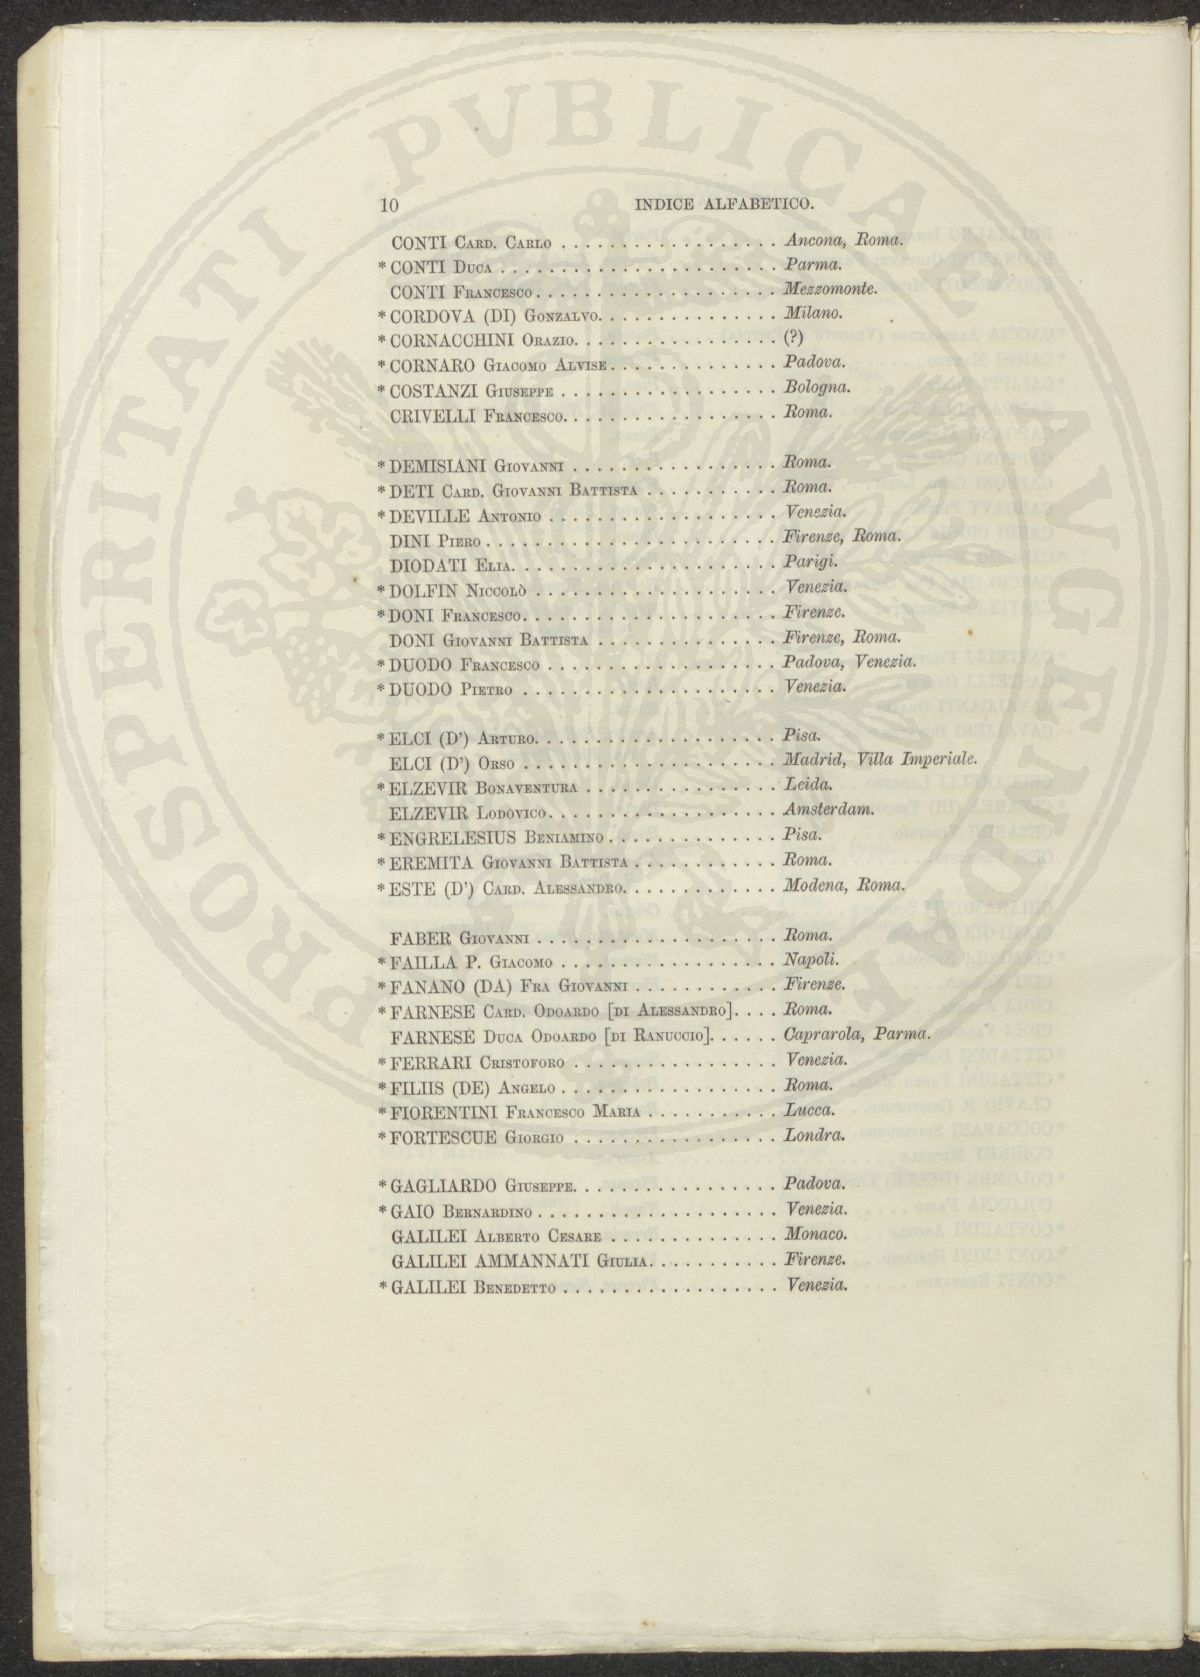 10 INDICE ALFABETICO.
CONTI Card. Carlo . . . . . . . . . . . . . . . . . . Ancona, Roma.
* CONTI Duca . . . . . . . . . . . . . . . . . . . . . . . Parma.
CONTI Francesco . . . . . . . . . . . . . . . . . . . . Mezzomonte.
* CORDOVA (DI) Gonzalvo. . . . . . . . . . . . . . . Milano.
* CORNACCHINI Orazio. . . . . . . . . . . . . . . . . (?)
* CORNARO Giacomo Alvise . . . . . . . . . . . . . . Padova.
* COSTANZI Giuseppe . . . . . . . . . . . . . . . . . . Bologna.
CRIVELLI Francesco. . . . . . . . . . . . . . . . . . Roma.
* DEMISIANI Giovanni . . . . . . . . . . . . . . . . . Roma.
* DETI Card. Giovanni Battista . . . . . . . . . . . Roma.
* DEVILLE Antonio . . . . . . . . . . . . . . . . . . . Venezia.
DINI Piero . . . . . . . . . . . . . . . . . . . . . . . . Firenze, Roma.
DIODATI Elia. . . . . . . . . . . . . . . . . . . . . . Parigi.
* DOLFIN Niccolò . . . . . . . . . . . . . . . . . . . . Venezia.
* DONI Francesco. . . . . . . . . . . . . . . . . . . . . Firenze.
DONI Giovanni Battista . . . . . . . . . . . . . . . Firenze, Roma.
* DUODO Francesco . . . . . . . . . . . . . . . . . . . Padova, Venezia.
* DUODO Pietro . . . . . . . . . . . . . . . . . . . . . Venezia.
* ELCI (D') Arturo. . . . . . . . . . . . . . . . . . . . Pisa.
ELCI (D') Orso . . . . . . . . . . . . . . . . . . . . . Madrid, Villa Imperiale.
* ELZEVIR Bonaventura . . . . . . . . . . . . . . . . Leida.
ELZEVIR Lodovico. . . . . . . . . . . . . . . . . . . Amsterdam.
* ENGRELESIUS Beniamino . . . . . . . . . . . . . . Pisa.
* EREMITA Giovanni Battista . . . . . . . . . . . . Roma.
* ESTE (D') Card. Alessandro. . . . . . . . . . . . . Modena, Roma.
FABER Giovanni . . . . . . . . . . . . . . . . . . . . Roma.
* FAILLA P. Giacomo . . . . . . . . . . . . . . . . . . Napoli.
* FANANO (DA) Fra Giovanni . . . . . . . . . . . . Firenze.
* FARNESE Card. Odoardo [di Alessandro]. . . . Roma.
FARNESE Duca Odoardo [di Ranuccio]. . . . . . Caprarola, Parma.
* FERRARI Cristoforo . . . . . . . . . . . . . . . . . Venezia.
* FILIIS (DE) Angelo . . . . . . . . . . . . . . . . . . Roma.
* FIORENTINI Francesco Maria . . . . . . . . . . . Lucca.
* FORTESCUE Giorgio . . . . . . . . . . . . . . . . . Londra.
* GAGLIARDO Giuseppe. . . . . . . . . . . . . . . . . Padova.
* GAIO Bernardino . . . . . . . . . . . . . . . . . . . . Venezia.
GALILEI Alberto Cesare . . . . . . . . . . . . . . Monaco.
GALILEI AMMANNATI Giulia. . . . . . . . . . . Firenze.
* GALILEI Benedetto . . . . . . . . . . . . . . . . . . Venezia.
PROSPERITATI PVBLICAE AVGENDAE